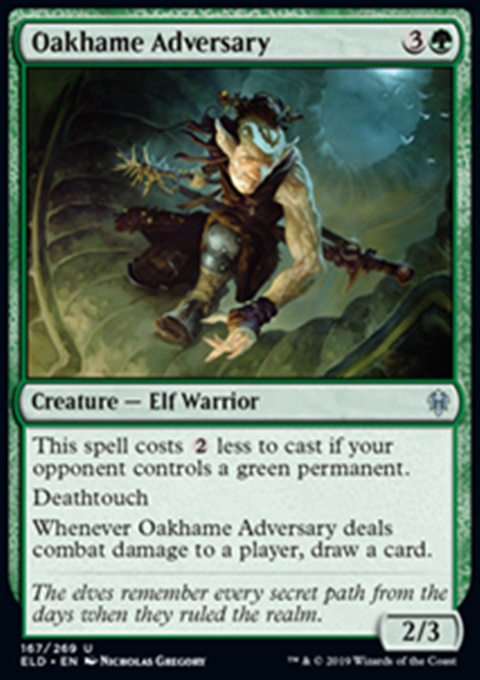 Oakhame Adversary 3
Creature — Elf Warrior
This spell costs 2 less to cast if your
opponent controls a green permanent.
Deathtouch
Whenever Oakhame Adversary deals
combat damage to a player, draw a card.
The elves remember every secret path from the
days when they ruled the realm.
2/3
167/269 U
ELD • EN Nicholas Gregory
™ & © 2019 Wizards of the Coast